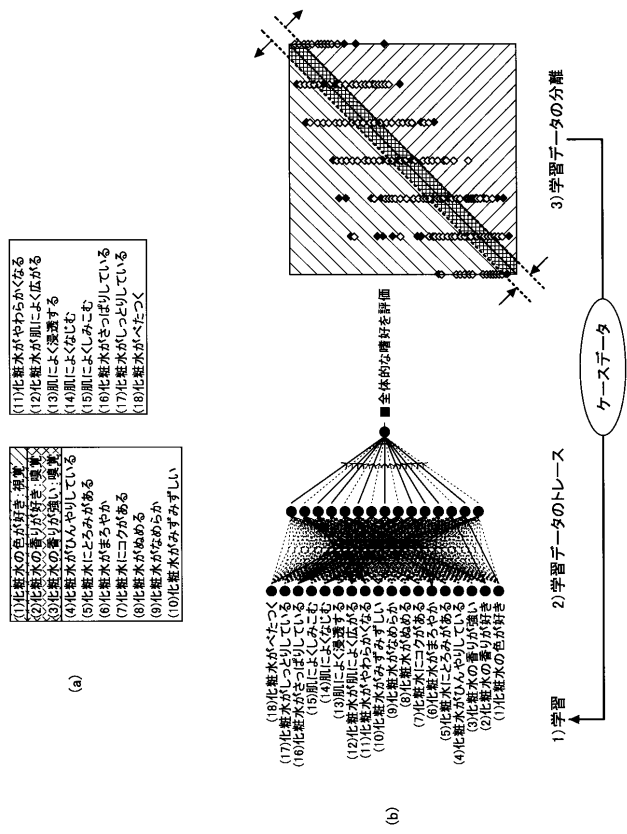 (a)
(1)化粧水の色が好き:視覚
(2)化粧水の香りが好き:嗅覚
(3)化粧水の香りが強い:嗅覚
(4)化粧水がひんやりしている
(5)化粧水にとろみがある
(6)化粧水がまろやか
(7)化粧水にコクがある
(8)化粧水がぬめる
(9)化粧水がなめらか
(10)化粧水がみずみずしい
(11)化粧水がやわらかくなる
(12)化粧水が肌によく広がる
(13)肌によく浸透する
(14)肌によくなじむ
(15)肌によくしみこむ
(16)化粧水がさっぱりしている
(17)化粧水がしっとりしている
(18)化粧水がべたつく
(b)
(18)化粧水がべたつく
(17)化粧水がしっとりしている
(16)化粧水がさっぱりしている
(15)肌によくしみこむ
(14)肌によくなじむ
(13)肌によく浸透する
(12)化粧水が肌によく広がる
(11)化粧水がやわらかくなる
(10)化粧水がみずみずしい
(9)化粧水がなめらか
(8)化粧水がぬめる
(7)化粧水にコクがある
(6)化粧水がまろやか
(5)化粧水にとろみがある
(4)化粧水がひんやりしている
(3)化粧水の香りが強い
(2)化粧水の香りが好き
(1)化粧水の色が好き
■全体的な嗜好を評価
1)学習
2)学習データのトレース
3)学習データの分離
ケースデータ